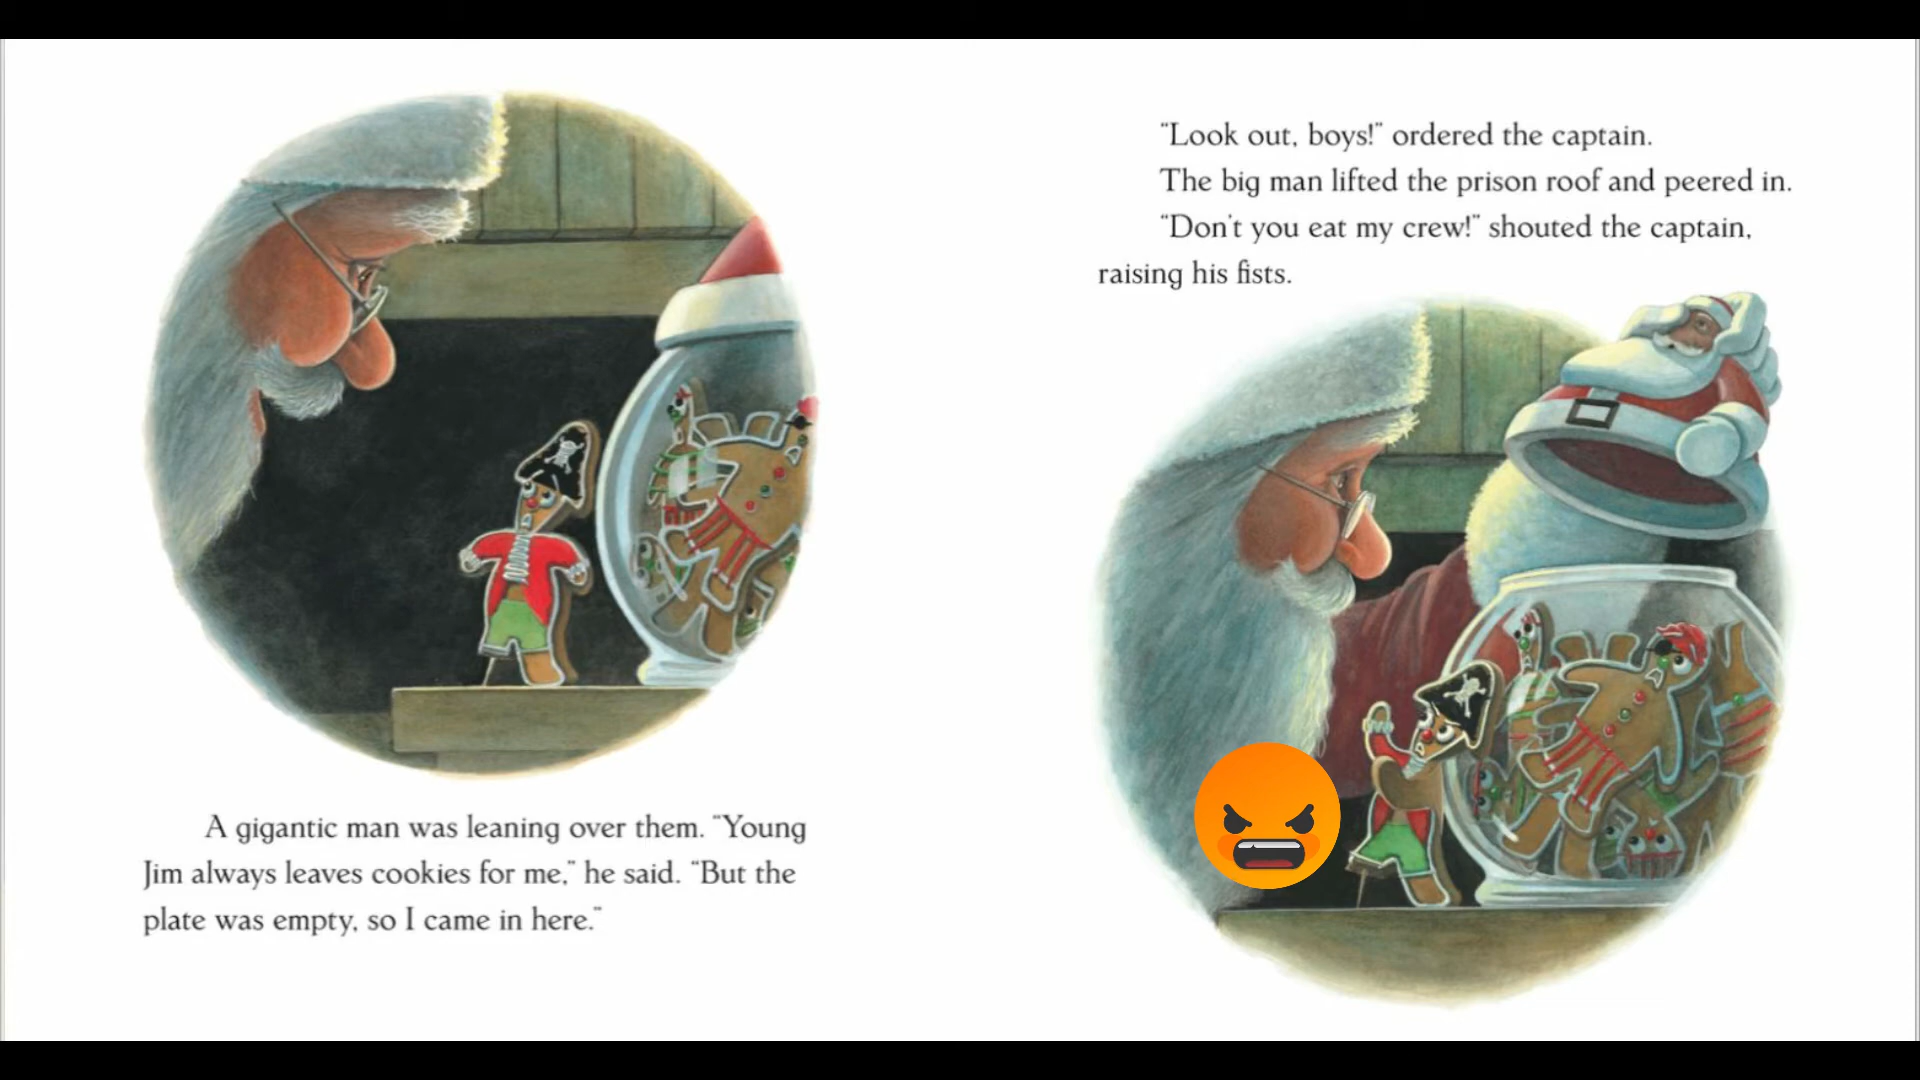 A gigantic man was leaning over them. “Young
Jim always leaves cookies for me,” he said. “But the
plate was empty, so I came in here.”
“Look out, boys!” ordered the captain.
The big man lifted the prison roof and peered in.
“Don't you eat my crew!” shouted the captain,
raising his fists.